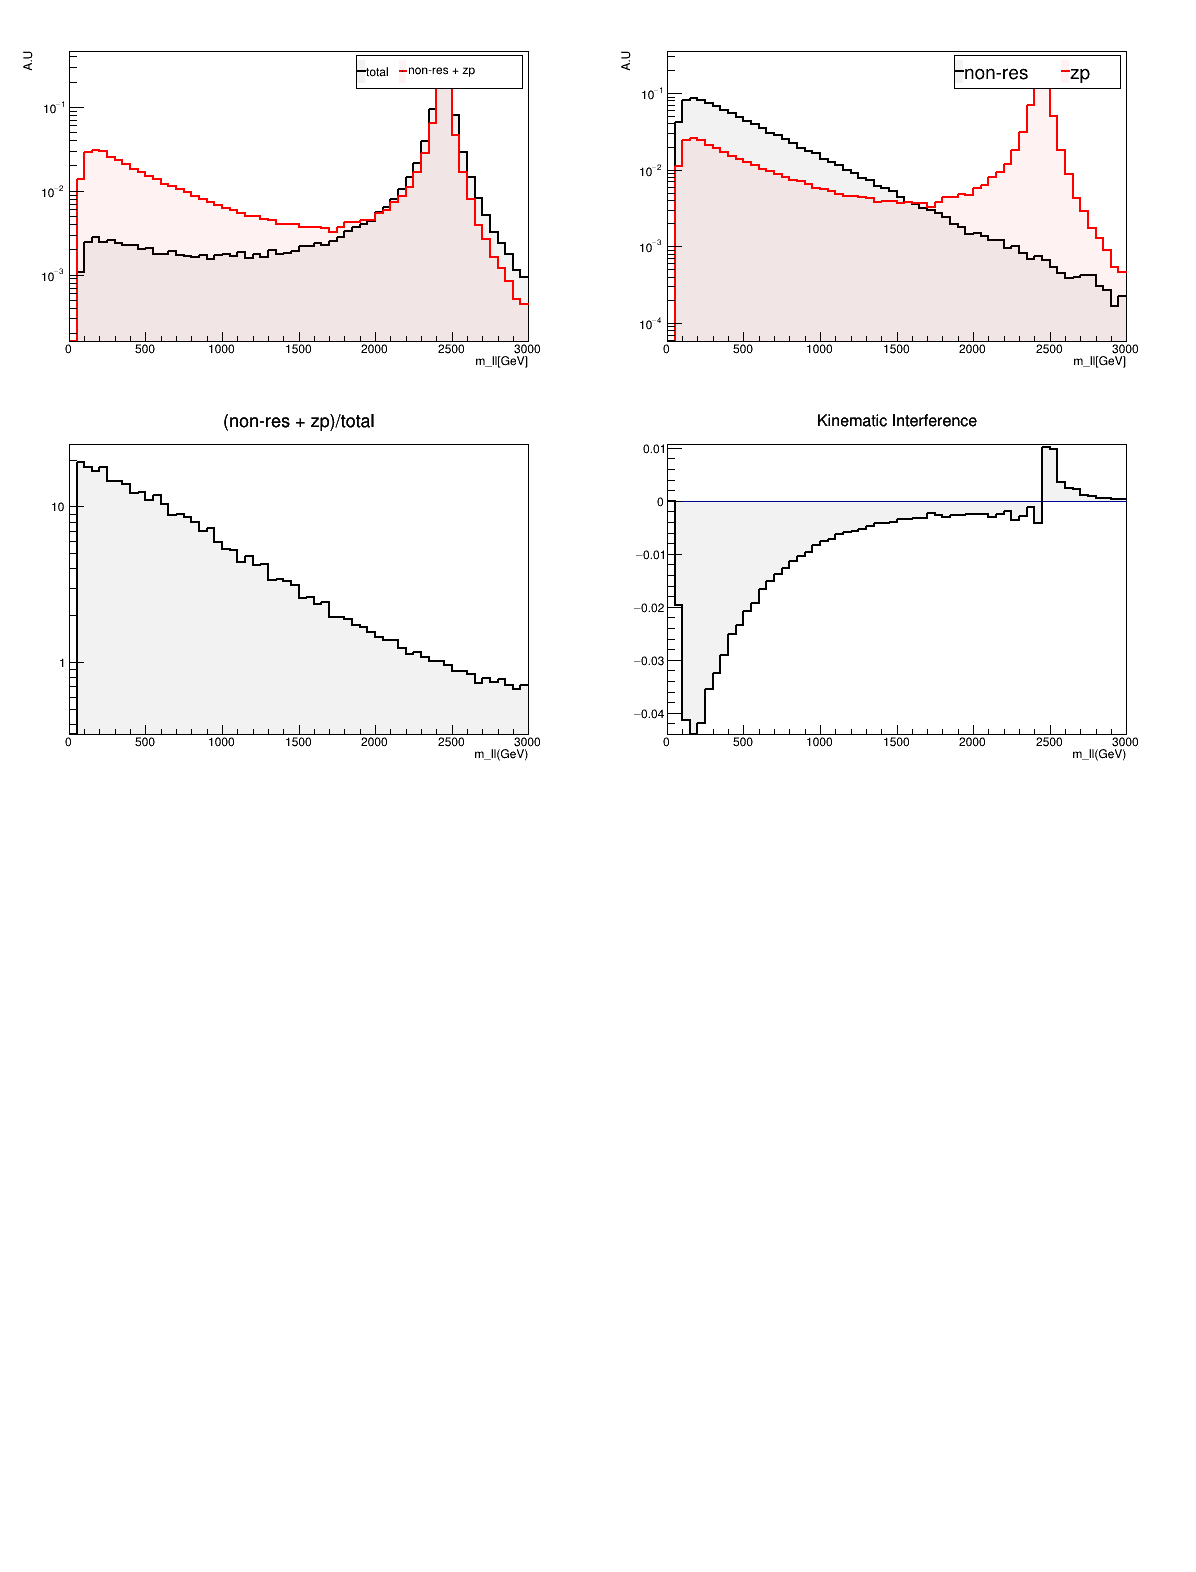 A.U
total non-res + zp
10⁻¹
10⁻²
10⁻³
0 500 1000 1500 2000 2500 3000
m_ll[GeV]
A.U
non-res zp
10⁻¹
10⁻²
10⁻³
10⁻⁴
0 500 1000 1500 2000 2500 3000
m_ll[GeV]
(non-res + zp)/total
10
1
0 500 1000 1500 2000 2500 3000
m_ll(GeV)
Kinematic Interference
0.01
0
−0.01
−0.02
−0.03
−0.04
0 500 1000 1500 2000 2500 3000
m_ll(GeV)